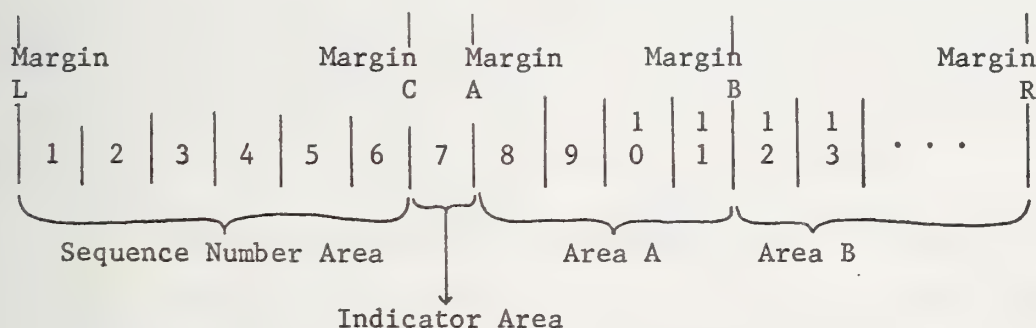 Margin Margin Margin Margin Margin
L C A B R
1 2 3 4 5 6 7 8 9 10 11 12 13 . . .
Sequence Number Area Area A Area B
Indicator Area